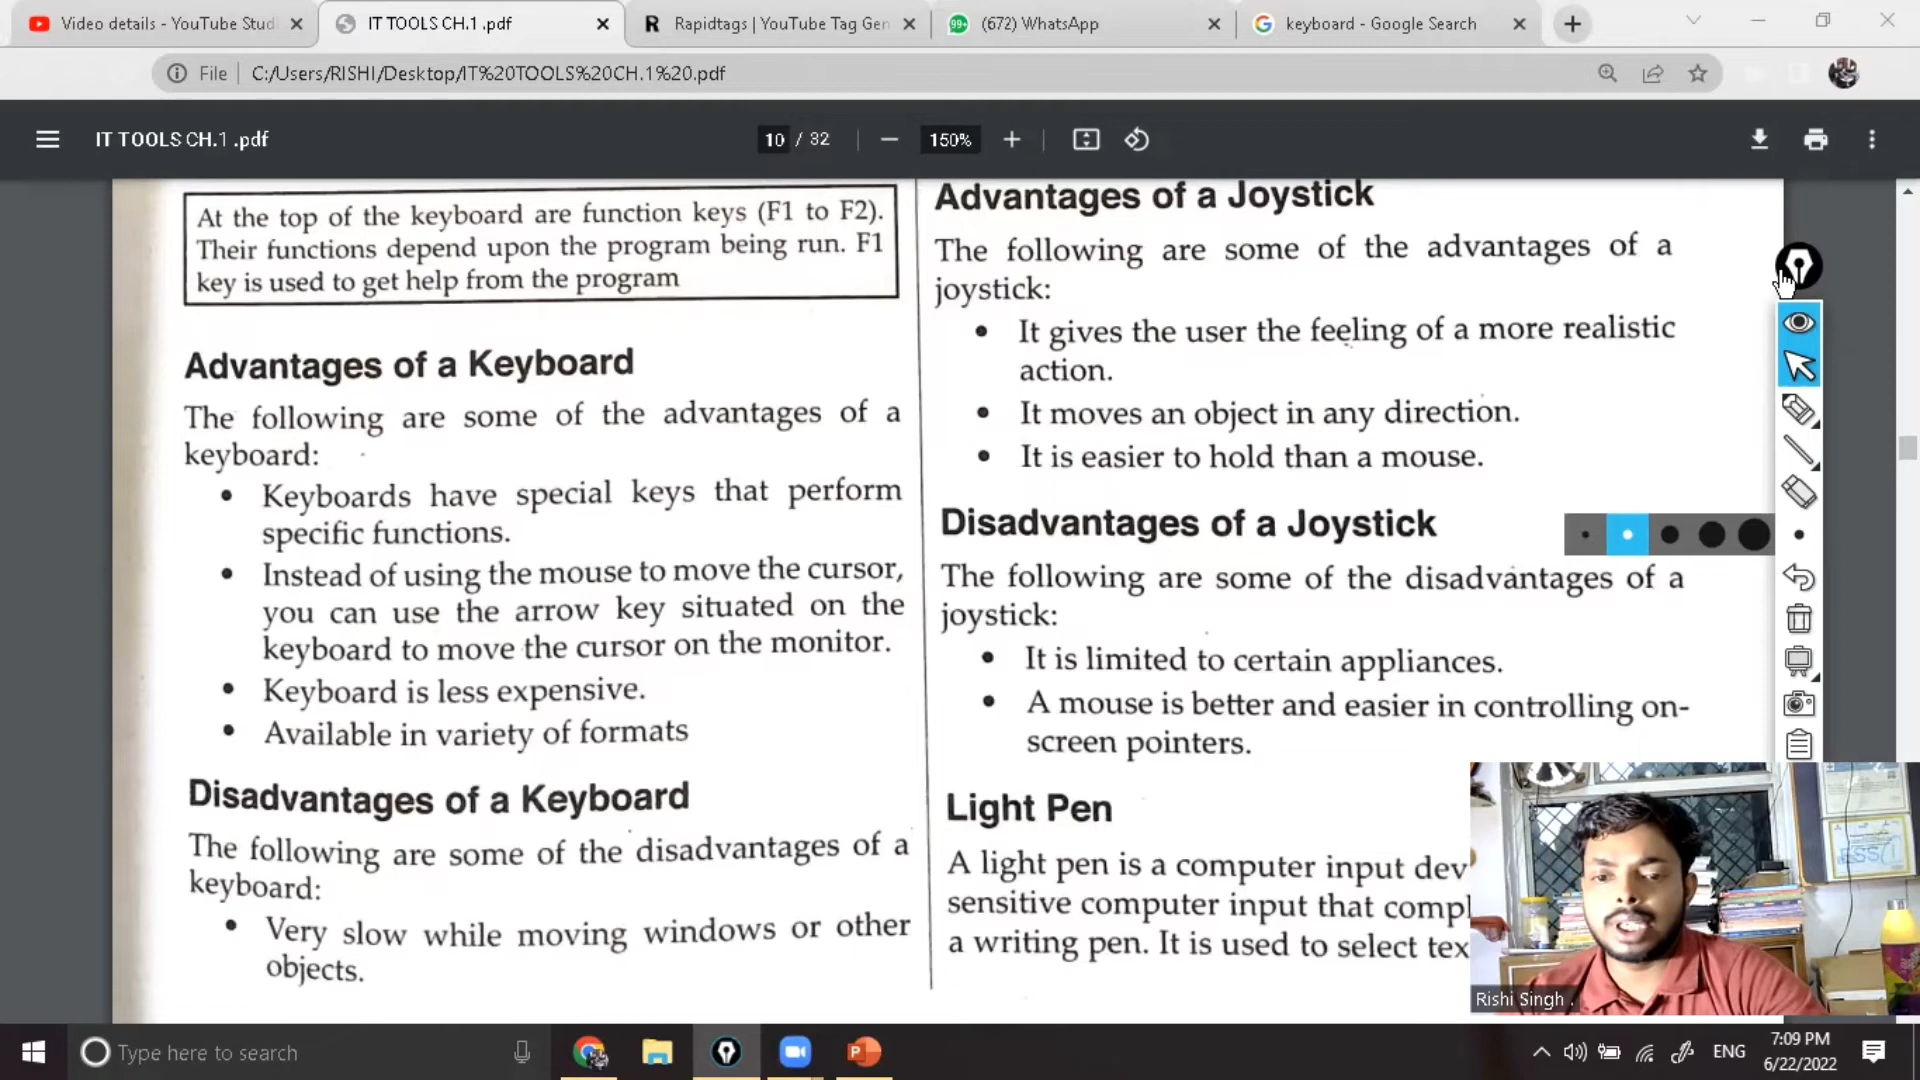 Video details - YouTube Stud
IT TOOLS CH.1 .pdf
Rapidtags | YouTube Tag Gen
99+
(672) WhatsApp
keyboard - Google Search
File
C:/Users/RISHI/Desktop/IT%20TOOLS%20CH.1%20.pdf
IT TOOLS CH.1 .pdf
10 / 32
150%
At the top of the keyboard are function keys (F1 to F2).
Their functions depend upon the program being run. F1
key is used to get help from the program
Advantages of a Keyboard
The following are some of the advantages of a
keyboard:
• Keyboards have special keys that perform
specific functions.
• Instead of using the mouse to move the cursor,
you can use the arrow key situated on the
keyboard to move the cursor on the monitor.
• Keyboard is less expensive.
• Available in variety of formats
Disadvantages of a Keyboard
The following are some of the disadvantages of a
keyboard:
• Very slow while moving windows or other
objects.
Advantages of a Joystick
The following are some of the advantages of a
joystick:
• It gives the user the feeling of a more realistic
action.
• It moves an object in any direction.
• It is easier to hold than a mouse.
Disadvantages of a Joystick
The following are some of the disadvantages of a
joystick:
• It is limited to certain appliances.
• A mouse is better and easier in controlling on-
screen pointers.
Light Pen
A light pen is a computer input dev
sensitive computer input that compl
a writing pen. It is used to select tex
Rishi Singh .
Type here to search
ENG
7:09 PM
6/22/2022